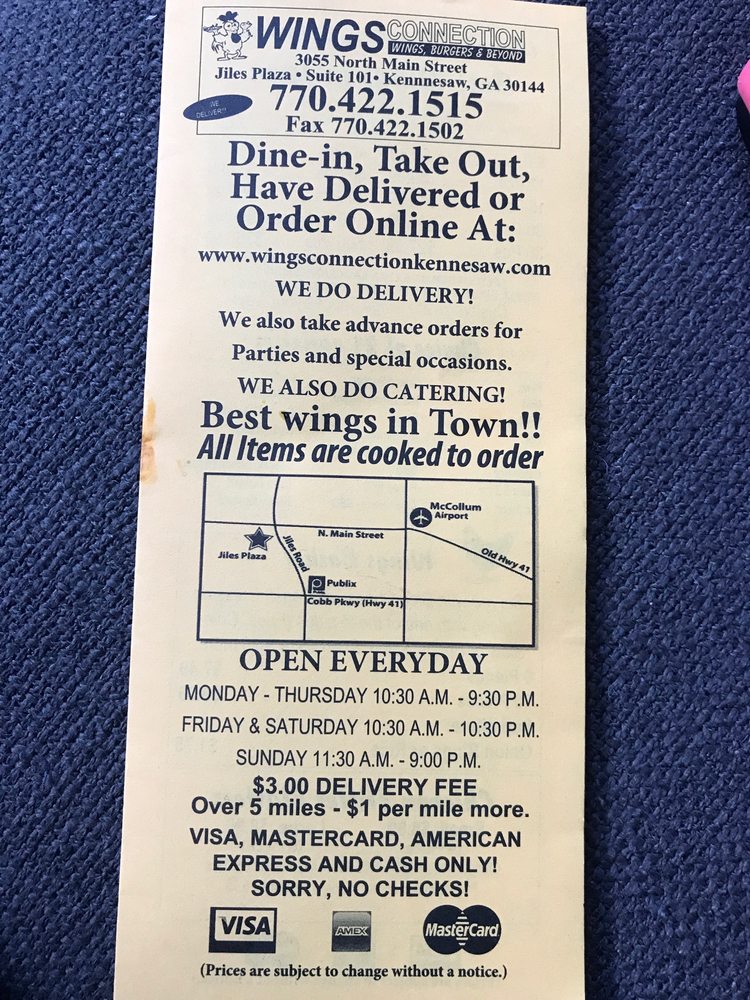 WINGS CONNECTION
WINGS, BURGERS & BEYOND
3055 North Main Street
Jiles Plaza • Suite 101• Kennnesaw, GA 30144
WE
DELIVER!!
770.422.1515
Fax 770.422.1502
Dine-in, Take Out,
Have Delivered or
Order Online At:
www.wingsconnectionkennesaw.com
WE DO DELIVERY!
We also take advance orders for
Parties and special occasions.
WE ALSO DO CATERING!
Best wings in Town!!
All Items are cooked to order
McCollum
Airport
N. Main Street
Jiles Plaza
Jiles Road
Old Hwy 41
Publix
Cobb Pkwy (Hwy 41)
OPEN EVERYDAY
MONDAY - THURSDAY 10:30 A.M. - 9:30 P.M.
FRIDAY & SATURDAY 10:30 A.M. - 10:30 P.M.
SUNDAY 11:30 A.M. - 9:00 P.M.
$3.00 DELIVERY FEE
Over 5 miles - $1 per mile more.
VISA, MASTERCARD, AMERICAN
EXPRESS AND CASH ONLY!
SORRY, NO CHECKS!
VISA
AMEX
MasterCard
(Prices are subject to change without a notice.)